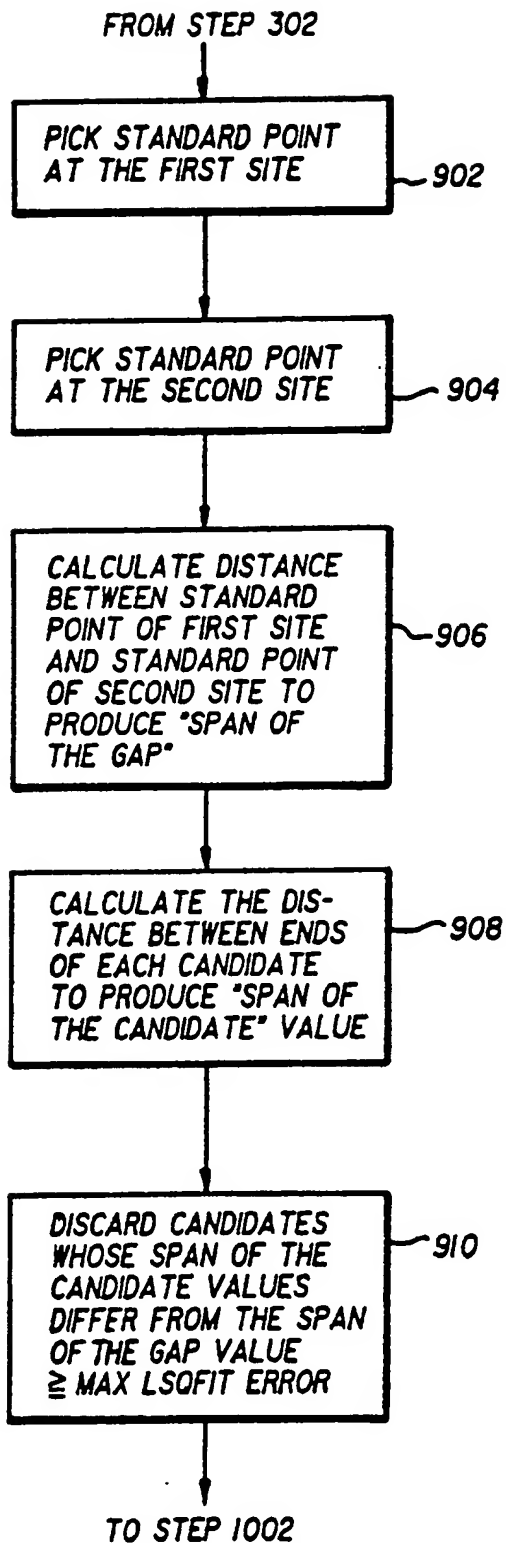 FROM STEP 302
PICK STANDARD POINT
AT THE FIRST SITE
902
PICK STANDARD POINT
AT THE SECOND SITE
904
CALCULATE DISTANCE
BETWEEN STANDARD
POINT OF FIRST SITE
AND STANDARD POINT
OF SECOND SITE TO
PRODUCE "SPAN OF
THE GAP"
906
CALCULATE THE DIS-
TANCE BETWEEN ENDS
OF EACH CANDIDATE
TO PRODUCE "SPAN OF
THE CANDIDATE" VALUE
908
DISCARD CANDIDATES
WHOSE SPAN OF THE
CANDIDATE VALUES
DIFFER FROM THE SPAN
OF THE GAP VALUE
≧ MAX LSQFIT ERROR
910
TO STEP 1002